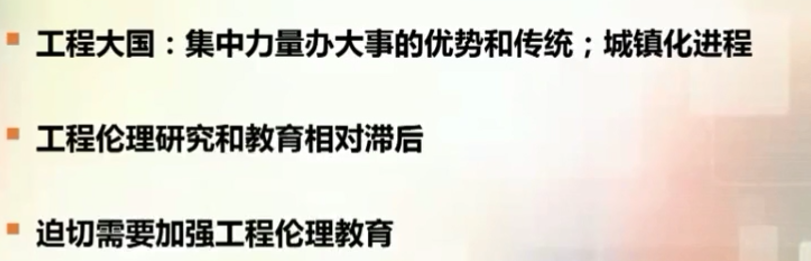 工程大国：集中力量办大事的优势和传统；城镇化进程
工程伦理研究和教育相对滞后
迫切需要加强工程伦理教育